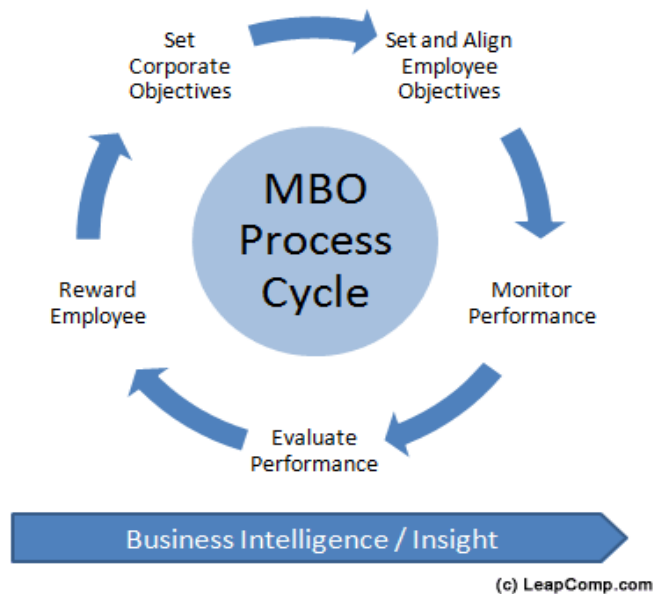 Set
Corporate
Objectives
Set and Align
Employee
Objectives
MBO
Process
Cycle
Reward
Employee
Monitor
Performance
Evaluate
Performance
Business Intelligence / Insight
(c) LeapComp.com